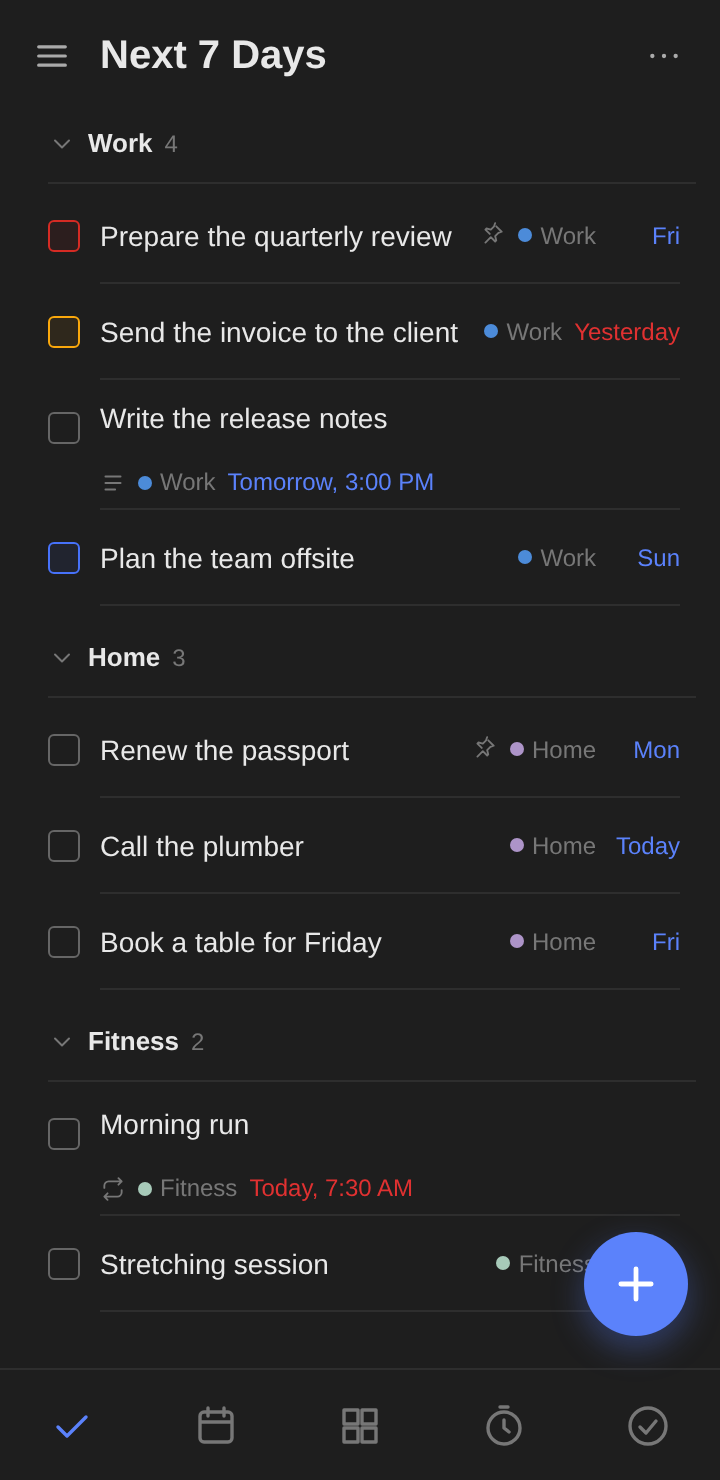 Next 7 Days
Work 4
Prepare the quarterly review Work Fri
Send the invoice to the client Work Yesterday
Write the release notes
Work Tomorrow, 3:00 PM
Plan the team offsite Work Sun
Home 3
Renew the passport Home Mon
Call the plumber Home Today
Book a table for Friday Home Fri
Fitness 2
Morning run
Fitness Today, 7:30 AM
Stretching session Fitness